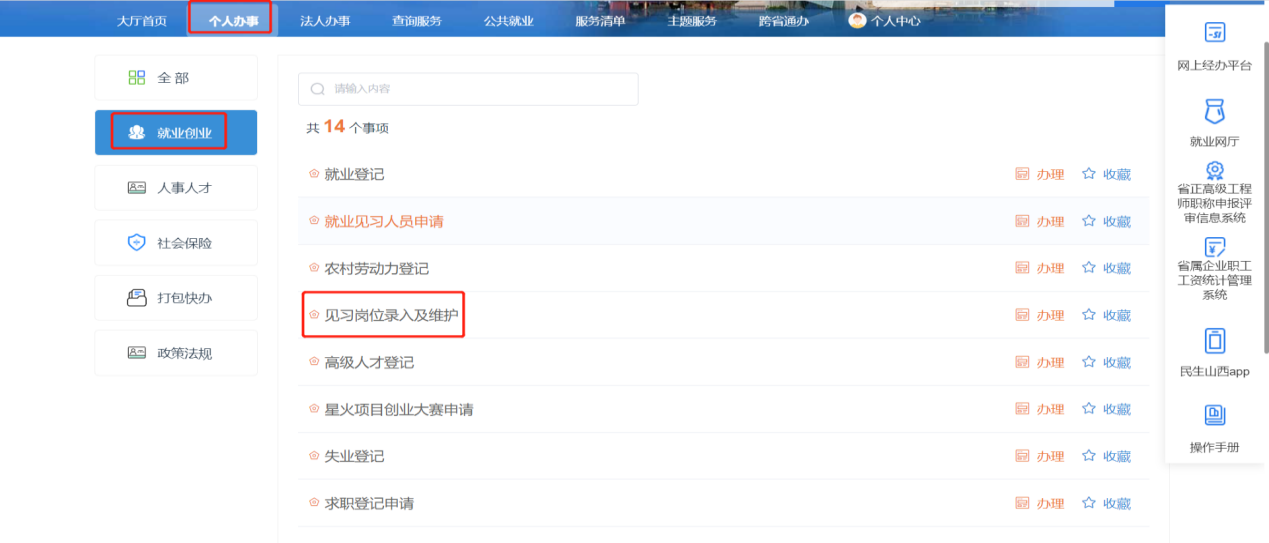 大厅首页 个人办事 法人办事 查询服务 公共就业 服务清单 主题服务 跨省通办 个人中心
全部
就业创业
人事人才
社会保险
打包快办
政策法规
请输入内容
共 14 个事项
就业登记 办理 收藏
就业见习人员申请 办理 收藏
农村劳动力登记 办理 收藏
见习岗位录入及维护 办理 收藏
高级人才登记 办理 收藏
星火项目创业大赛申请 办理 收藏
失业登记 办理 收藏
求职登记申请 办理 收藏
网上经办平台
就业网厅
省正高级工程
师职称申报评
审信息系统
省属企业职工
工资统计管理
系统
民生山西app
操作手册